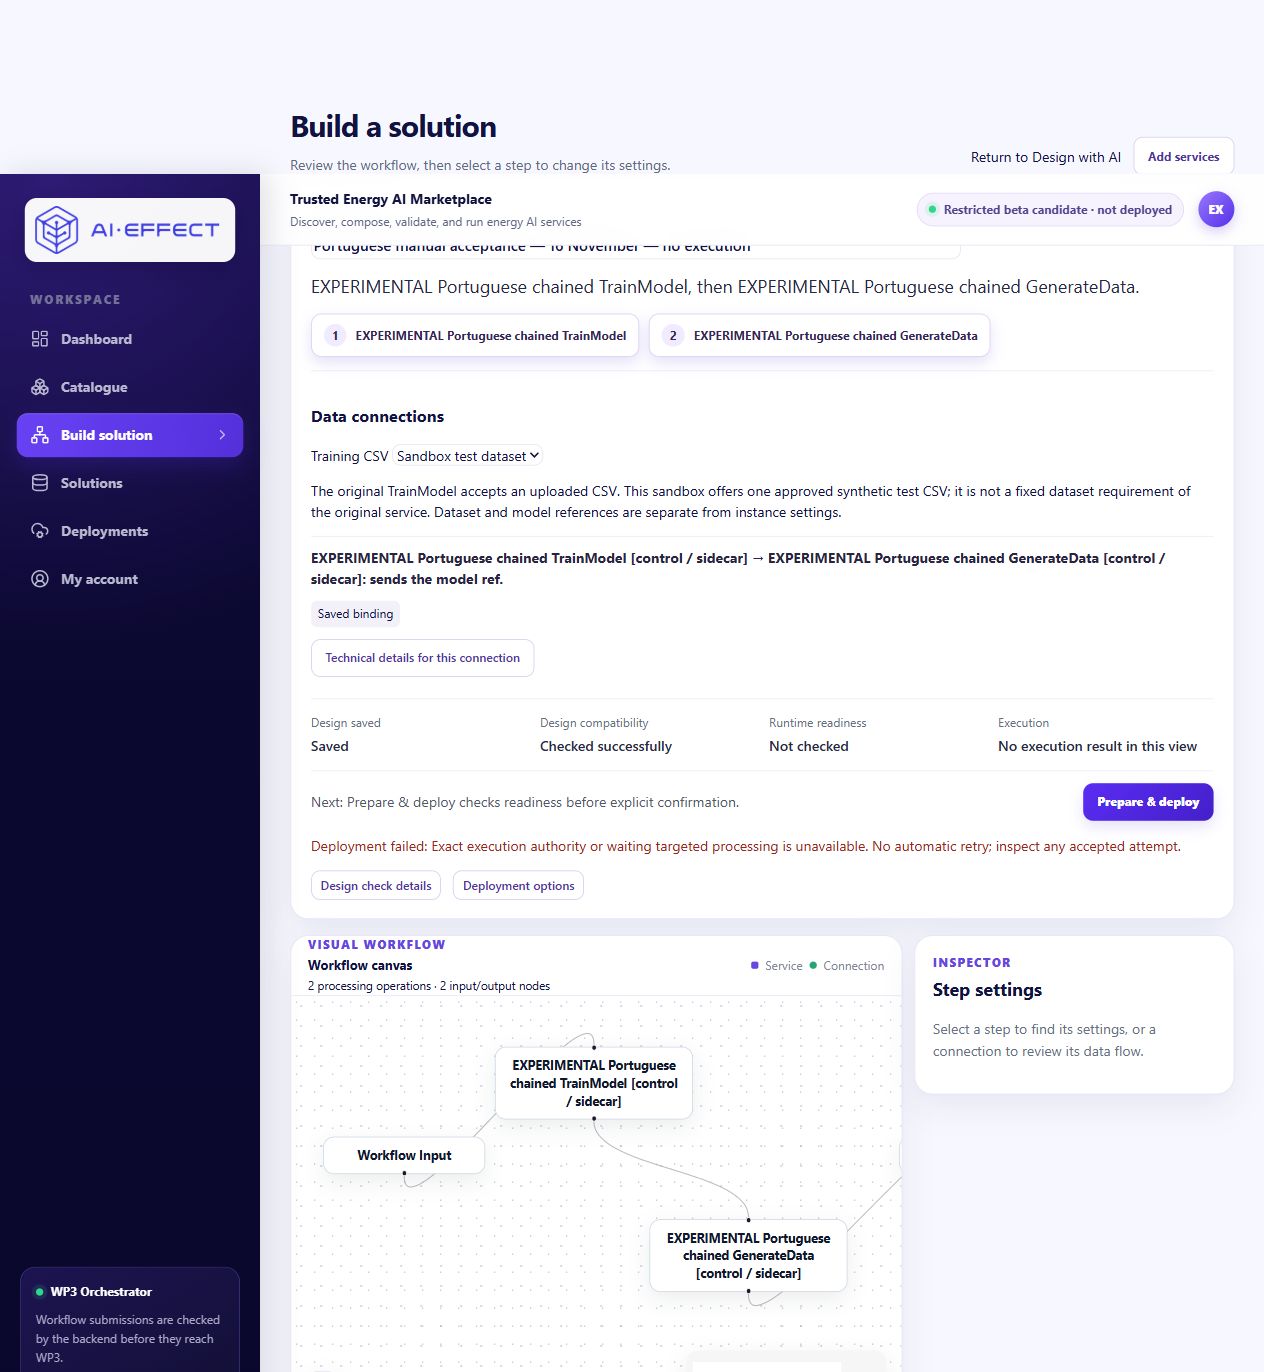 Build a solution
Review the workflow, then select a step to change its settings.
Return to Design with AI
Add services
Trusted Energy AI Marketplace
Discover, compose, validate, and run energy AI services
Restricted beta candidate · not deployed
EX
AI·EFFECT
WORKSPACE
Dashboard
Catalogue
Build solution
Solutions
Deployments
My account
WP3 Orchestrator
Workflow submissions are checked
by the backend before they reach
WP3.
Portuguese manual acceptance — 16 November — no execution
EXPERIMENTAL Portuguese chained TrainModel, then EXPERIMENTAL Portuguese chained GenerateData.
1 EXPERIMENTAL Portuguese chained TrainModel
2 EXPERIMENTAL Portuguese chained GenerateData
Data connections
Training CSV Sandbox test dataset
The original TrainModel accepts an uploaded CSV. This sandbox offers one approved synthetic test CSV; it is not a fixed dataset requirement of
the original service. Dataset and model references are separate from instance settings.
EXPERIMENTAL Portuguese chained TrainModel [control / sidecar] → EXPERIMENTAL Portuguese chained GenerateData [control /
sidecar]: sends the model ref.
Saved binding
Technical details for this connection
Design saved
Saved
Design compatibility
Checked successfully
Runtime readiness
Not checked
Execution
No execution result in this view
Next: Prepare & deploy checks readiness before explicit confirmation.
Prepare & deploy
Deployment failed: Exact execution authority or waiting targeted processing is unavailable. No automatic retry; inspect any accepted attempt.
Design check details
Deployment options
VISUAL WORKFLOW
Workflow canvas
2 processing operations · 2 input/output nodes
Service
Connection
EXPERIMENTAL Portuguese
chained TrainModel [control
/ sidecar]
Workflow Input
EXPERIMENTAL Portuguese
chained GenerateData
[control / sidecar]
INSPECTOR
Step settings
Select a step to find its settings, or a
connection to review its data flow.